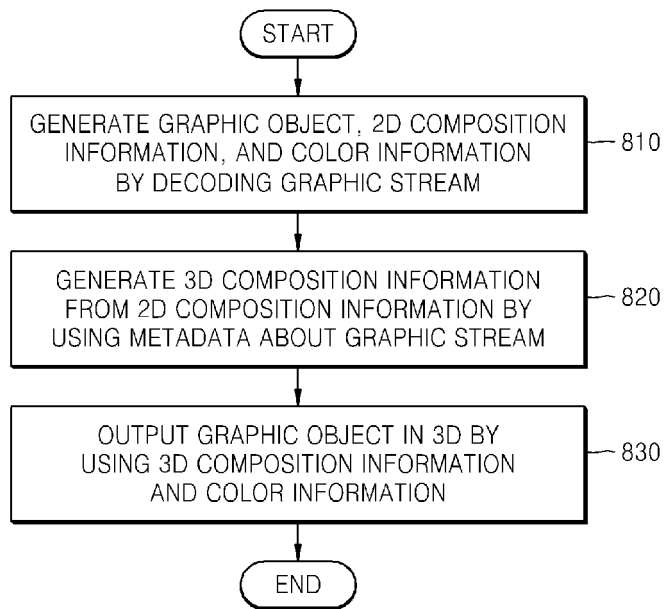 START
GENERATE GRAPHIC OBJECT, 2D COMPOSITION
INFORMATION, AND COLOR INFORMATION
BY DECODING GRAPHIC STREAM
810
GENERATE 3D COMPOSITION INFORMATION
FROM 2D COMPOSITION INFORMATION BY
USING METADATA ABOUT GRAPHIC STREAM
820
OUTPUT GRAPHIC OBJECT IN 3D BY
USING 3D COMPOSITION INFORMATION
AND COLOR INFORMATION
830
END